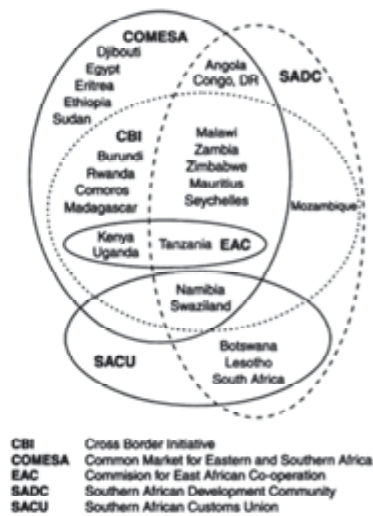 COMESA
Djibouti
Egypt
Eritrea
Ethiopia
Sudan
Angola
Congo, DR
SADC
CBI
Burundi
Rwanda
Comoros
Madagascar
Malawi
Zambia
Zimbabwe
Mauritius
Seychelles
Mozambique
Kenya
Uganda
Tanzania EAC
Namibia
Swaziland
SACU
Botswana
Lesotho
South Africa
CBI Cross Border Initiative
COMESA Common Market for Eastern and Southern Africa
EAC Commision for East African Co-operation
SADC Southern African Development Community
SACU Southern African Customs Union